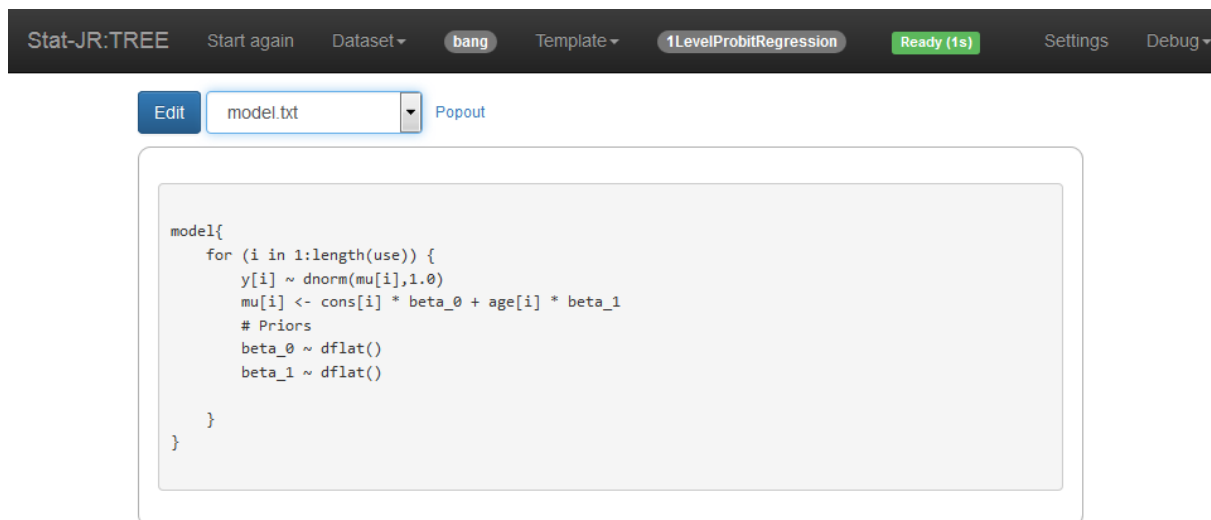 Stat-JR:TREE Start again Dataset bang Template 1LevelProbitRegression Ready (1s) Settings Debug
Edit model.txt Popout
model{
    for (i in 1:length(use)) {
        y[i] ~ dnorm(mu[i],1.0)
        mu[i] <- cons[i] * beta_0 + age[i] * beta_1
        # Priors
        beta_0 ~ dflat()
        beta_1 ~ dflat()
    }
}